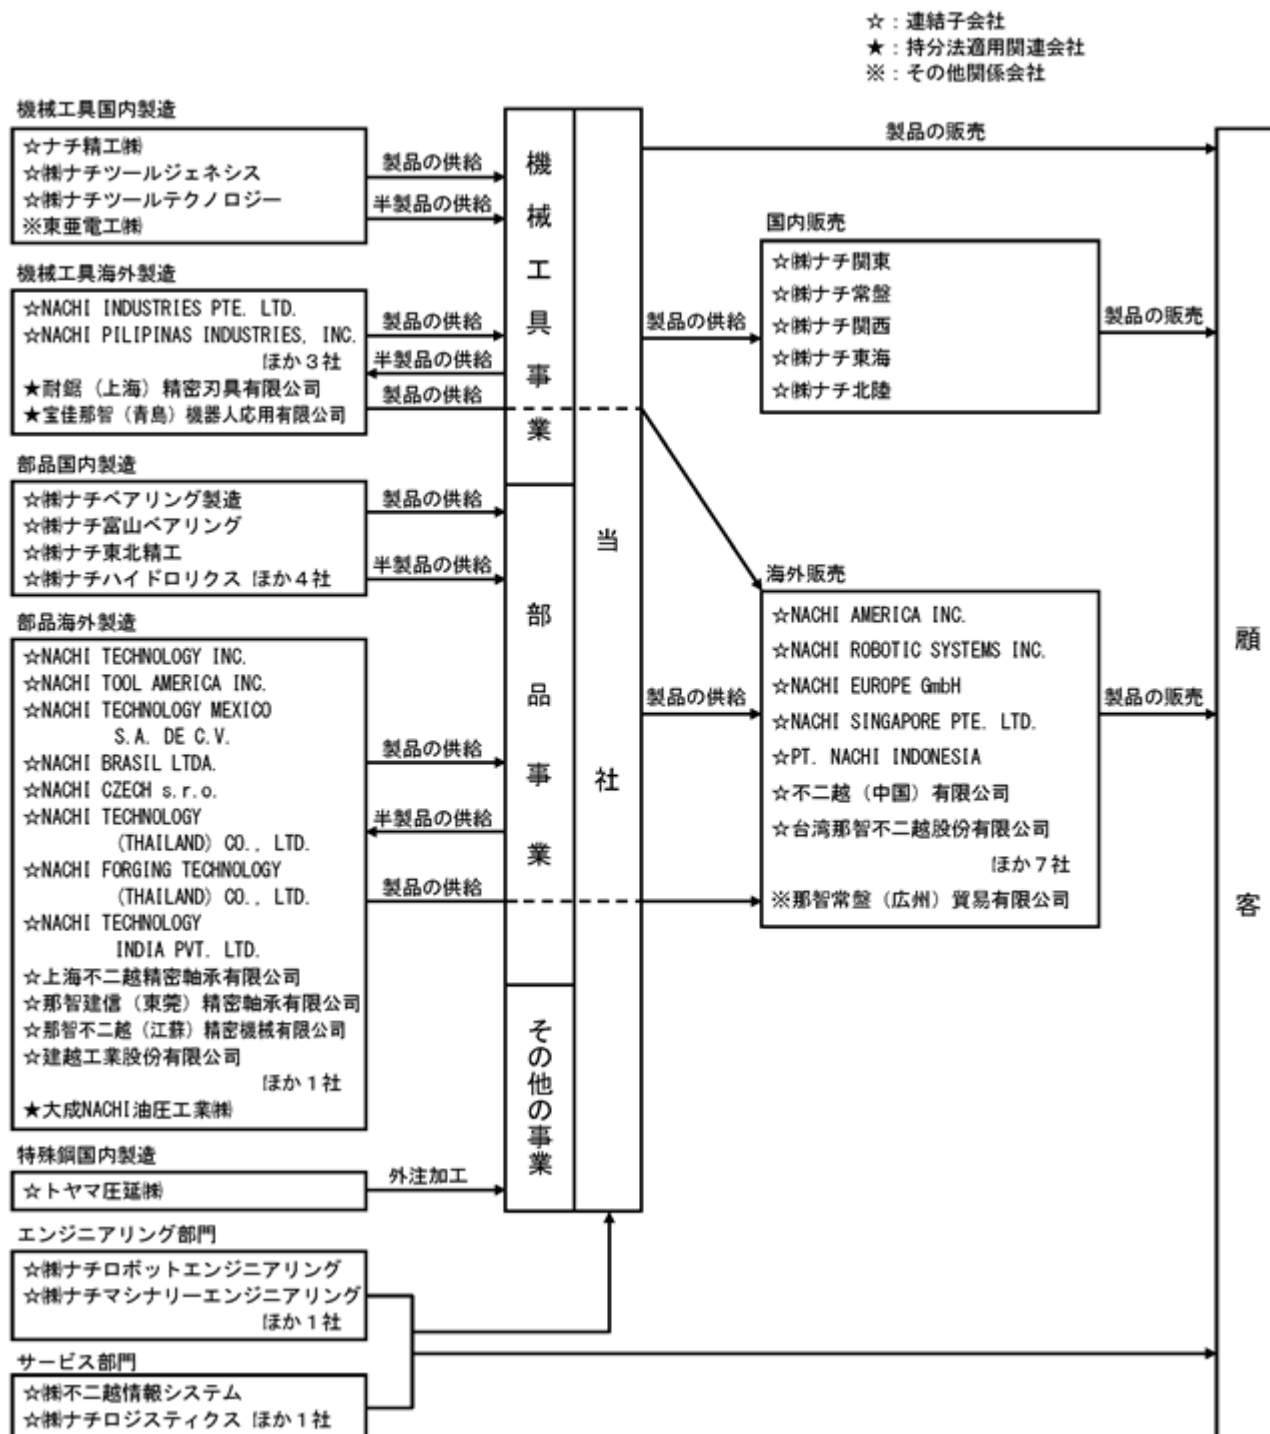 ☆：連結子会社
★：持分法適用関連会社
※：その他関係会社
機械工具国内製造
☆ナチ精工㈱
☆㈱ナチツールジェネシス
☆㈱ナチツールテクノロジー
※東亜電工㈱
製品の供給
半製品の供給
機械工具海外製造
☆NACHI INDUSTRIES PTE. LTD.
☆NACHI PILIPINAS INDUSTRIES, INC.
ほか３社
★耐鋸（上海）精密刃具有限公司
★宝佳那智（青島）機器人応用有限公司
製品の供給
半製品の供給
製品の供給
部品国内製造
☆㈱ナチベアリング製造
☆㈱ナチ富山ベアリング
☆㈱ナチ東北精工
☆㈱ナチハイドロリクス ほか４社
製品の供給
半製品の供給
部品海外製造
☆NACHI TECHNOLOGY INC.
☆NACHI TOOL AMERICA INC.
☆NACHI TECHNOLOGY MEXICO
S.A. DE C.V.
☆NACHI BRASIL LTDA.
☆NACHI CZECH s.r.o.
☆NACHI TECHNOLOGY
(THAILAND) CO., LTD.
☆NACHI FORGING TECHNOLOGY
(THAILAND) CO., LTD.
☆NACHI TECHNOLOGY
INDIA PVT. LTD.
☆上海不二越精密軸承有限公司
☆那智建信（東莞）精密軸承有限公司
☆那智不二越（江蘇）精密機械有限公司
☆建越工業股份有限公司
ほか１社
★大成NACHI油圧工業㈱
製品の供給
半製品の供給
製品の供給
特殊鋼国内製造
☆トヤマ圧延㈱
外注加工
エンジニアリング部門
☆㈱ナチロボットエンジニアリング
☆㈱ナチマシナリーエンジニアリング
ほか１社
サービス部門
☆㈱不二越情報システム
☆㈱ナチロジスティクス ほか１社
機械工具事業
部品事業
その他の事業
当社
製品の販売
国内販売
☆㈱ナチ関東
☆㈱ナチ常盤
☆㈱ナチ関西
☆㈱ナチ東海
☆㈱ナチ北陸
製品の供給
製品の販売
海外販売
☆NACHI AMERICA INC.
☆NACHI ROBOTIC SYSTEMS INC.
☆NACHI EUROPE GmbH
☆NACHI SINGAPORE PTE. LTD.
☆PT. NACHI INDONESIA
☆不二越（中国）有限公司
☆台湾那智不二越股份有限公司
ほか７社
※那智常盤（広州）貿易有限公司
製品の供給
製品の販売
顧客